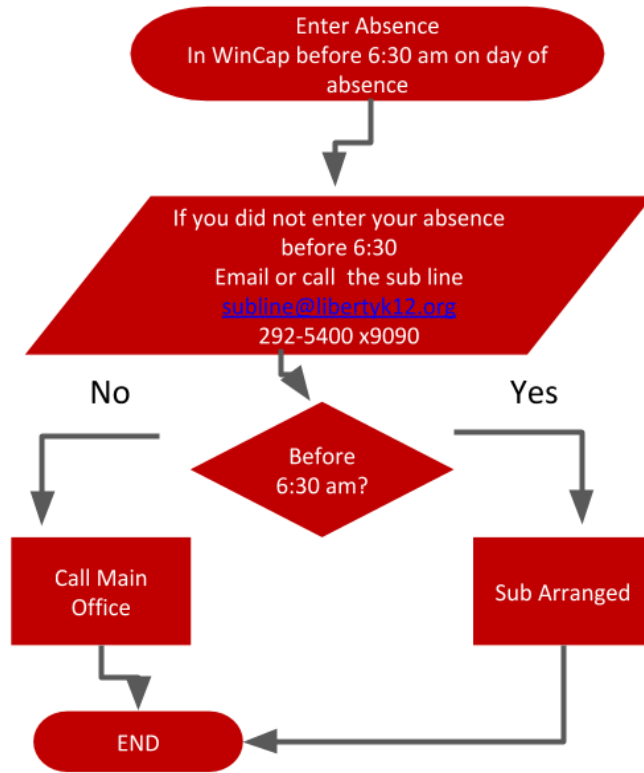 Enter Absence
In WinCap before 6:30 am on day of
absence
If you did not enter your absence
before 6:30
Email or call  the sub line
subline@libertyk12.org
292-5400 x9090
No
Yes
Before
6:30 am?
Call Main
Office
Sub Arranged
END